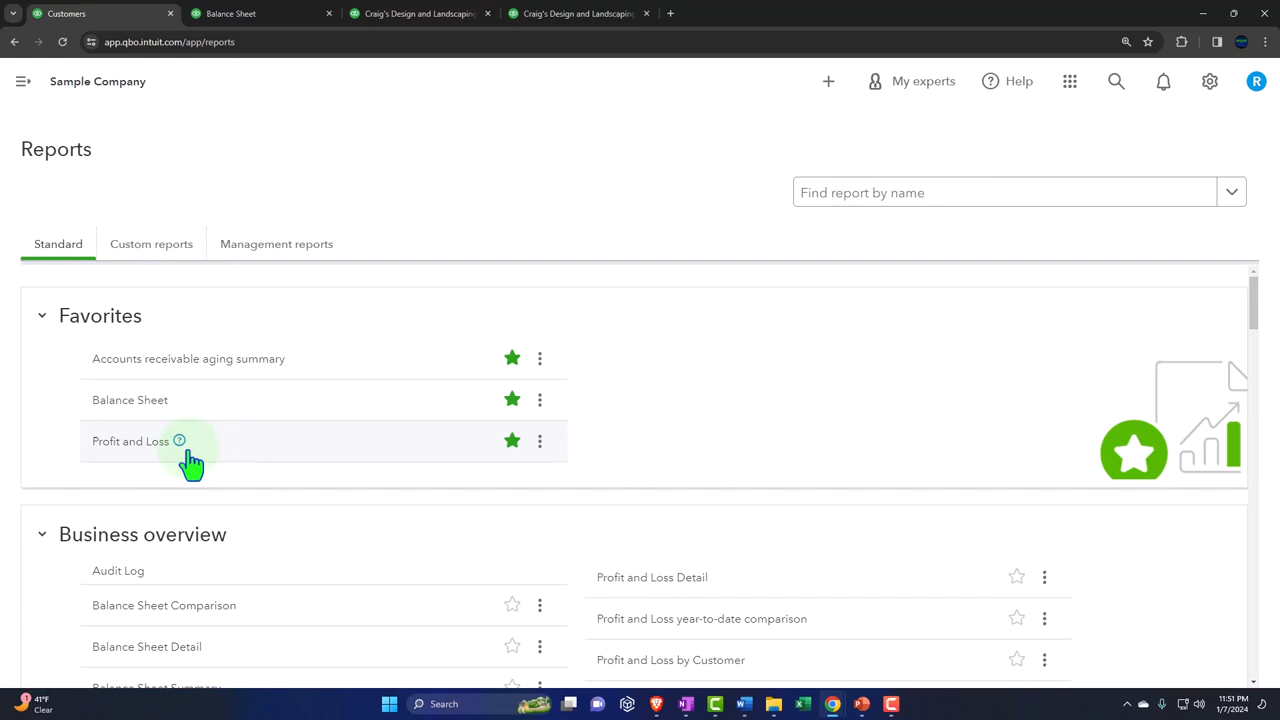 Customers
Balance Sheet
Craig's Design and Landscaping
Craig's Design and Landscaping
app.qbo.intuit.com/app/reports
Sample Company
My experts
Help
R
Reports
Find report by name
Standard
Custom reports
Management reports
Favorites
Accounts receivable aging summary
Balance Sheet
Profit and Loss
Business overview
Audit Log
Profit and Loss Detail
Balance Sheet Comparison
Profit and Loss year-to-date comparison
Balance Sheet Detail
Profit and Loss by Customer
Balance Sheet Summary
1
41°F
Clear
Search
11:51 PM
1/7/2024